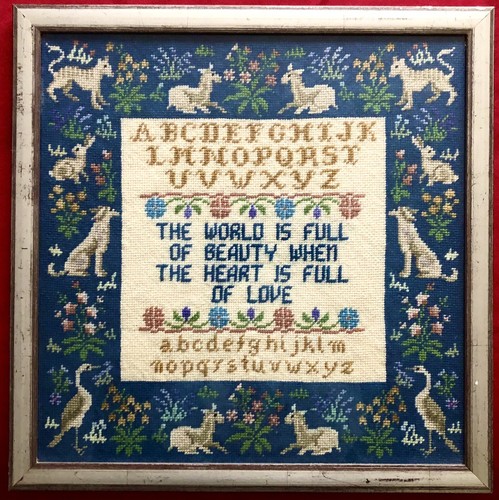 ABCDEFGHIJK
LMNOPQRST
UVWXYZ
THE WORLD IS FULL
OF BEAUTY WHEN
THE HEART IS FULL
OF LOVE
abcdefghijklm
nopqrstuvwxyz